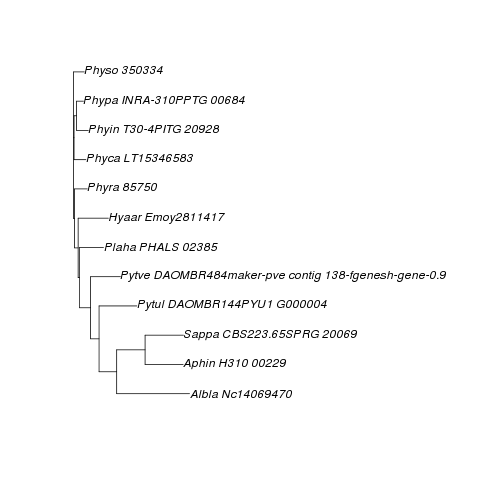 Physo 350334
Phypa INRA-310PPTG 00684
Phyin T30-4PITG 20928
Phyca LT15346583
Phyra 85750
Hyaar Emoy2811417
Plaha PHALS 02385
Pytve DAOMBR484maker-pve contig 138-fgenesh-gene-0.9
Pytul DAOMBR144PYU1 G000004
Sappa CBS223.65SPRG 20069
Aphin H310 00229
Albla Nc14069470